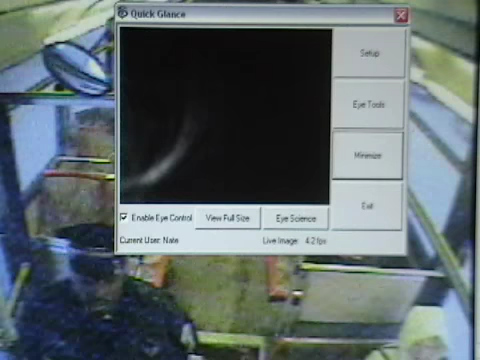 Quick Glance
Setup
Eye Tools
Minimize
Exit
Enable Eye Control
View Full Size
Eye Science
Current User: Nate
Live Image: 4.2 fps